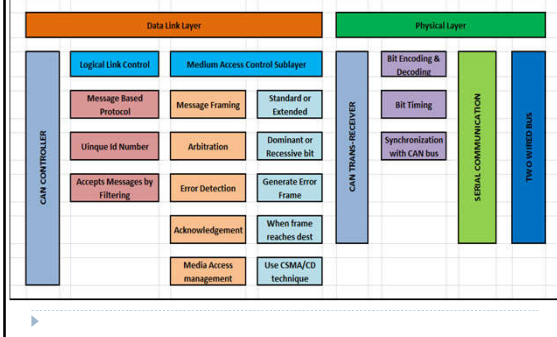 Data Link Layer
Physical Layer
CAN CONTROLLER
Logical Link Control
Message Based
Protocol
Uinque Id Number
Accepts Messages by
Filtering
Medium Access Control Sublayer
Message Framing
Standard or
Extended
Arbitration
Dominant or
Recessive bit
Error Detection
Generate Error
Frame
Acknowledgement
When frame
reaches dest
Media Access
management
Use CSMA/CD
technique
CAN TRANS-RECEIVER
Bit Encoding &
Decoding
Bit Timing
Synchronization
with CAN bus
SERIAL COMMUNICATION
TWO WIRED BUS